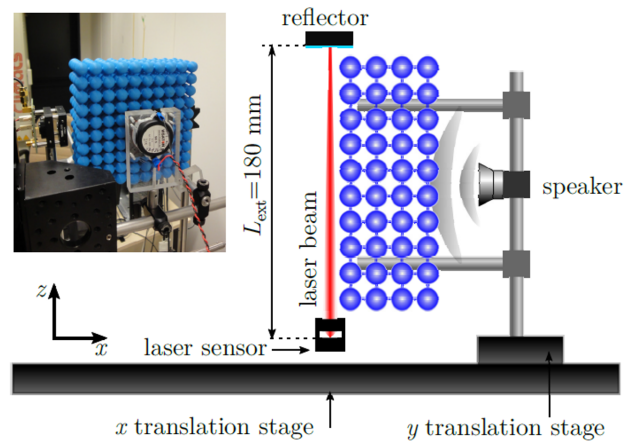 reflector
L_ext=180 mm
laser beam
speaker
z
x
laser sensor
x translation stage
y translation stage